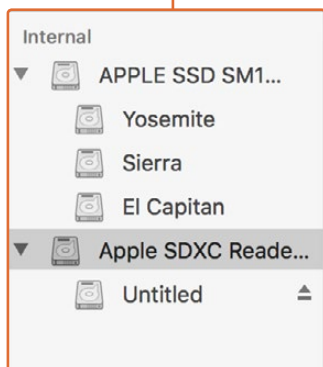 Internal
APPLE SSD SM1...
Yosemite
Sierra
El Capitan
Apple SDXC Reade...
Untitled